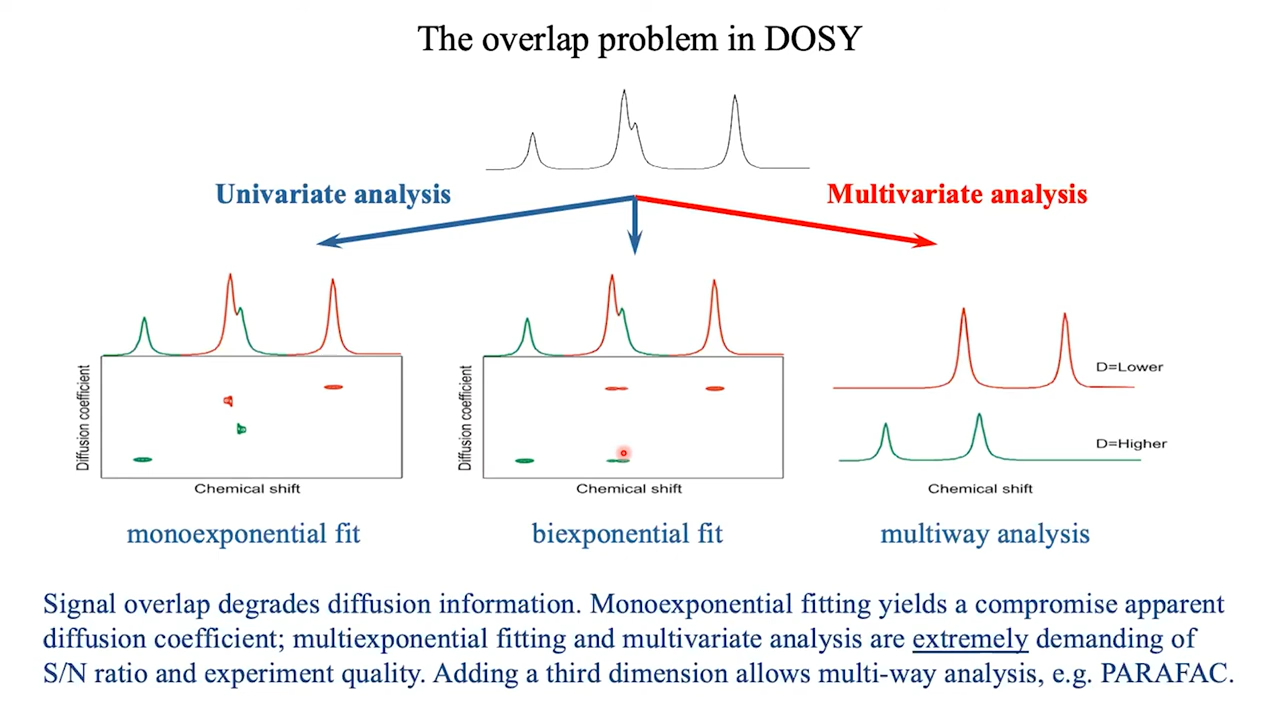 The overlap problem in DOSY
Univariate analysis
Multivariate analysis
Diffusion coefficient
Chemical shift
monoexponential fit
Diffusion coefficient
Chemical shift
biexponential fit
D=Lower
D=Higher
Chemical shift
multiway analysis
Signal overlap degrades diffusion information. Monoexponential fitting yields a compromise apparent
diffusion coefficient; multiexponential fitting and multivariate analysis are extremely demanding of
S/N ratio and experiment quality. Adding a third dimension allows multi-way analysis, e.g. PARAFAC.